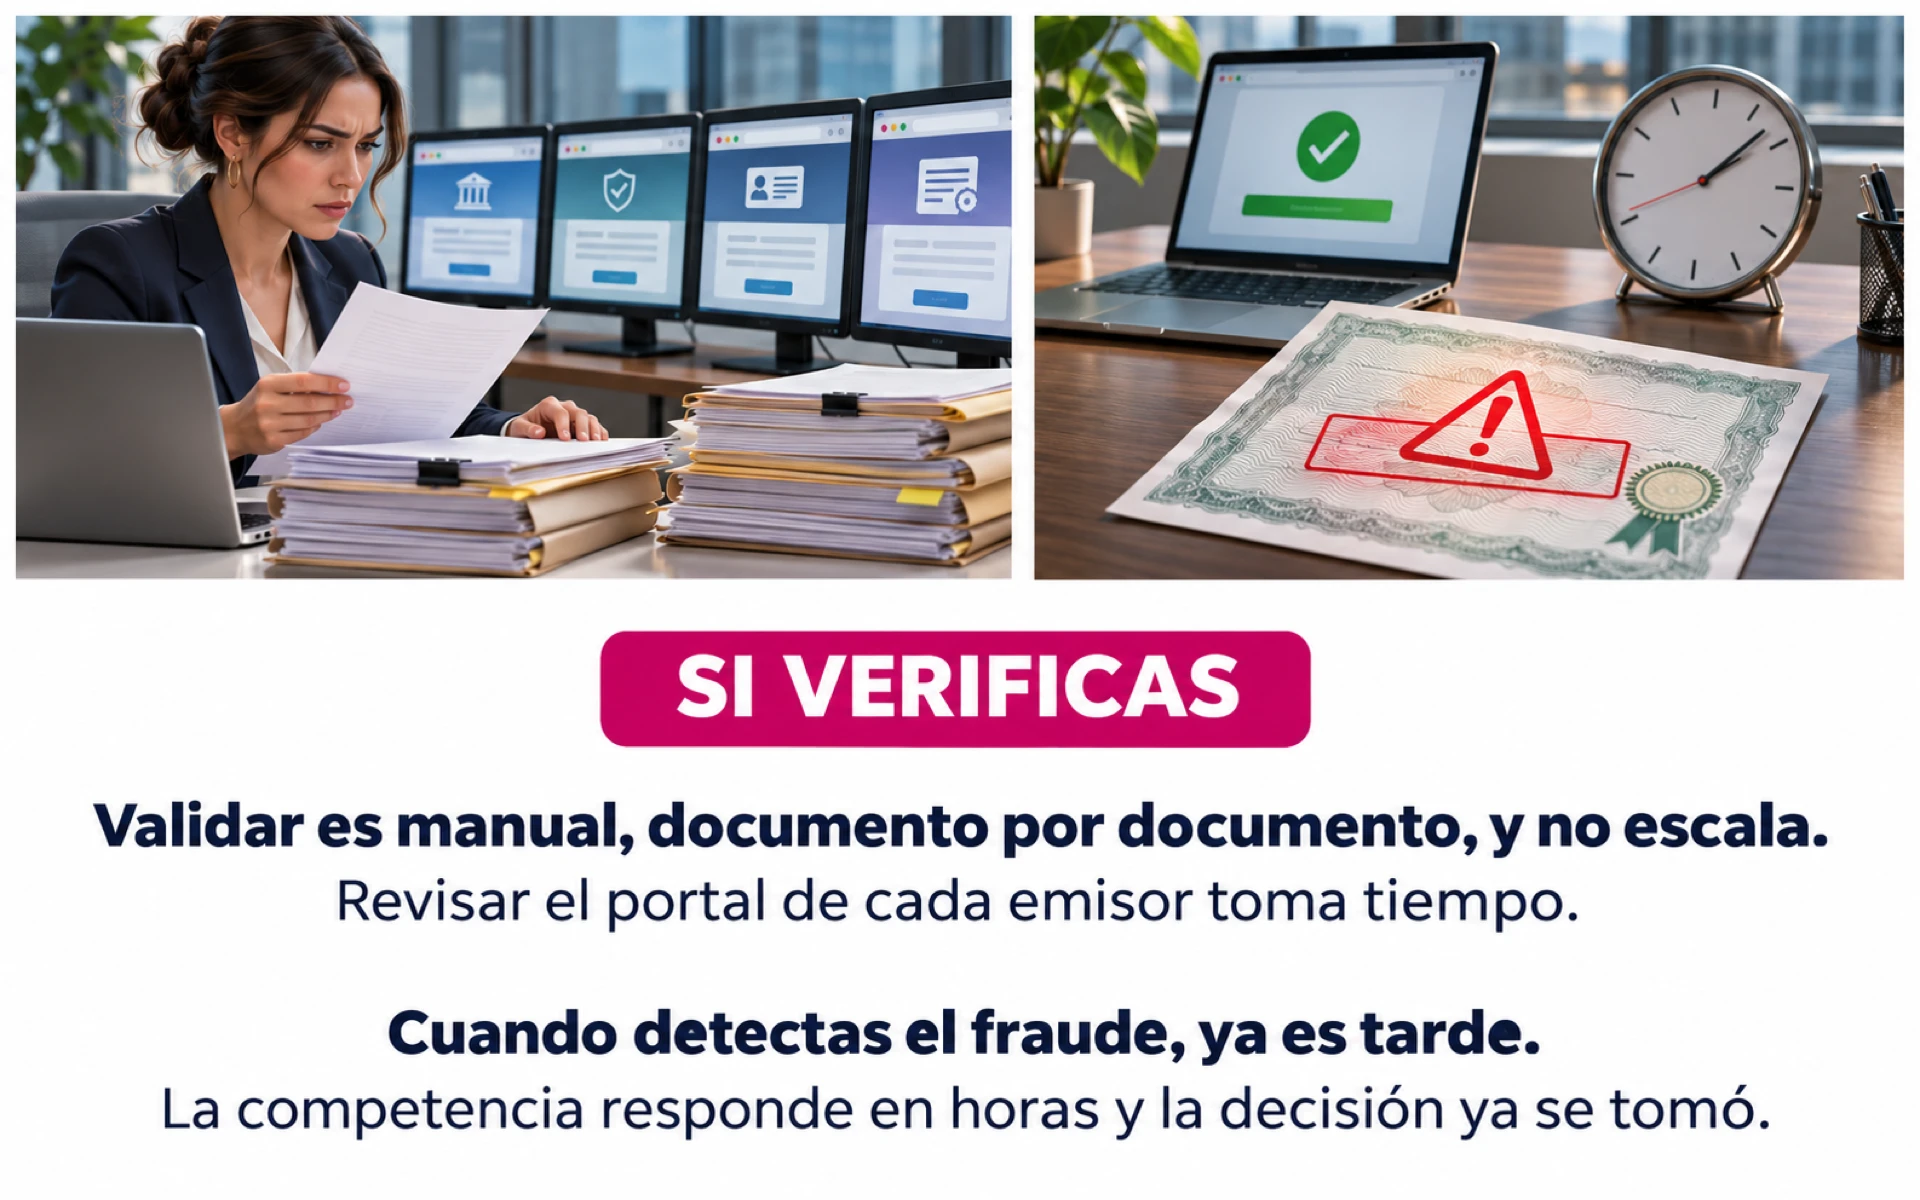 SI VERIFICAS
Validar es manual, documento por documento, y no escala.
Revisar el portal de cada emisor toma tiempo.
Cuando detectas el fraude, ya es tarde.
La competencia responde en horas y la decisión ya se tomó.